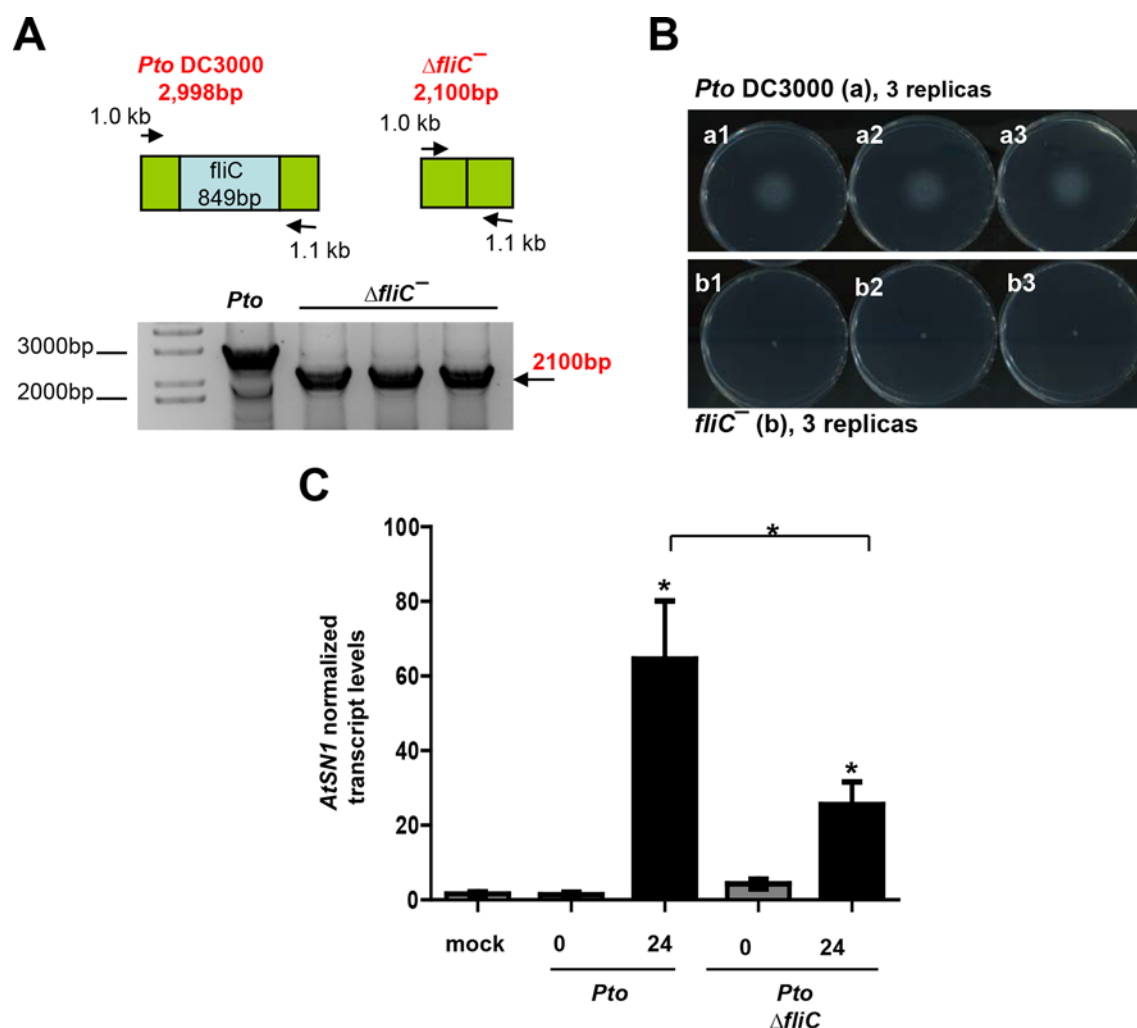 A
Pto DC3000
2,998bp
1.0 kb
fliC
849bp
1.1 kb
ΔfliC⁻
2,100bp
1.0 kb
1.1 kb
Pto
ΔfliC⁻
3000bp
2000bp
2100bp
B
Pto DC3000 (a), 3 replicas
a1 a2 a3
b1 b2 b3
fliC⁻ (b), 3 replicas
C
AtSN1 normalized
transcript levels
100
80
60
40
20
0
*
*
*
mock 0 24 0 24
Pto Pto
ΔfliC